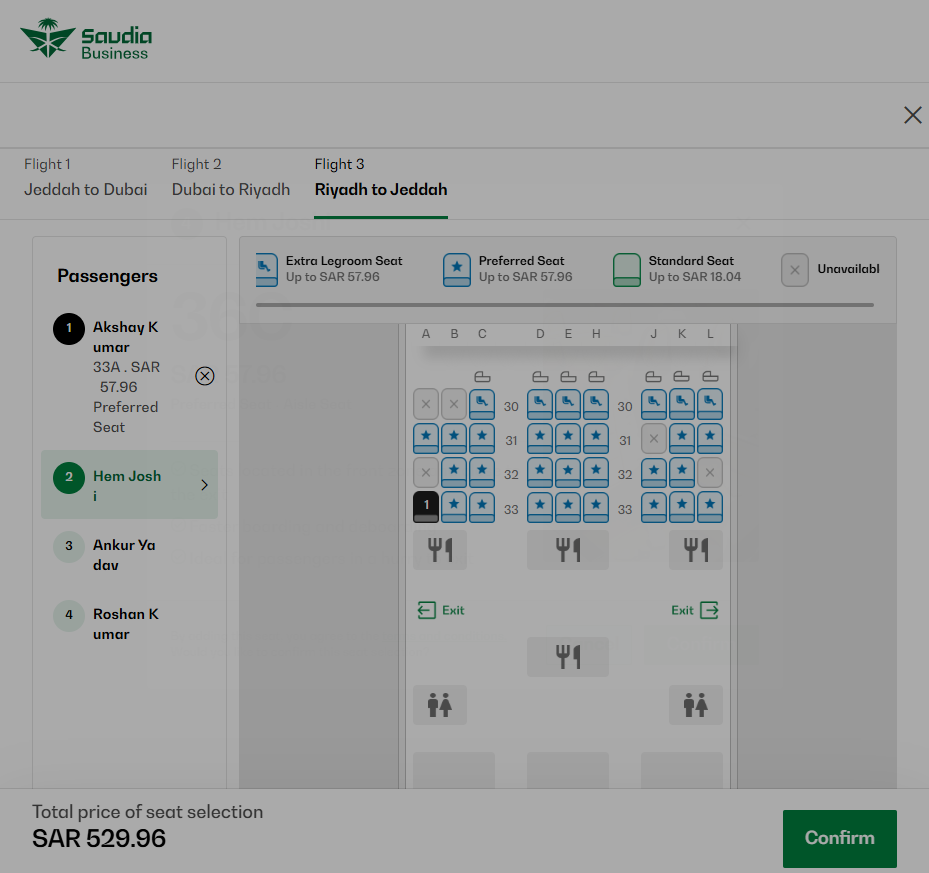 Saudia
Business
Flight 1
Jeddah to Dubai
Flight 2
Dubai to Riyadh
Flight 3
Riyadh to Jeddah
Passengers
1
Akshay K
umar
33A . SAR
57.96
Preferred
Seat
2
Hem Josh
i
3
Ankur Ya
dav
4
Roshan K
umar
Extra Legroom Seat
Up to SAR 57.96
Preferred Seat
Up to SAR 57.96
Standard Seat
Up to SAR 18.04
Unavailabl
A B C D E H J K L
30 30
31 31
32 32
1 33 33
Exit Exit
Total price of seat selection
SAR 529.96
Confirm